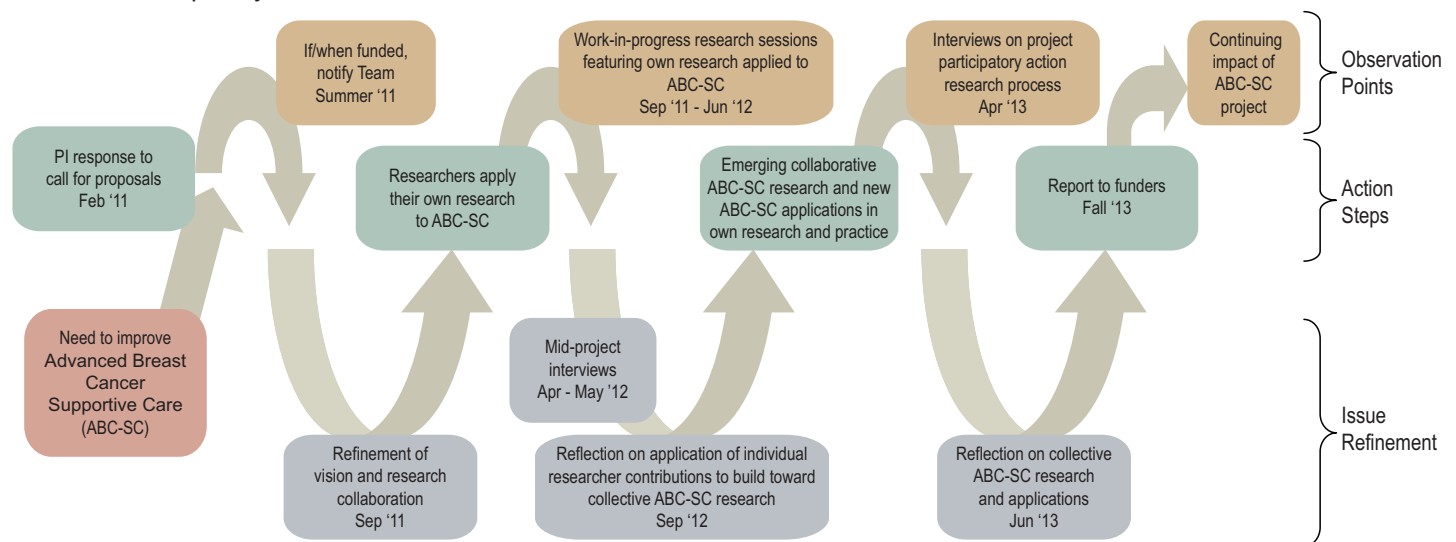 If/when funded,
notify Team
Summer ‘11
Work-in-progress research sessions
featuring own research applied to
ABC-SC
Sep ‘11 - Jun ‘12
Interviews on project
participatory action
research process
Apr ‘13
Continuing
impact of
ABC-SC
project
Observation
Points
PI response to
call for proposals
Feb ‘11
Researchers apply
their own research
to ABC-SC
Emerging collaborative
ABC-SC research and new
ABC-SC applications in
own research and practice
Report to funders
Fall ‘13
Action
Steps
Need to improve
Advanced Breast
Cancer
Supportive Care
(ABC-SC)
Mid-project
interviews
Apr - May ’12
Issue
Refinement
Refinement of
vision and research
collaboration
Sep ‘11
Reflection on application of individual
researcher contributions to build toward
collective ABC-SC research
Sep ‘12
Reflection on collective
ABC-SC research
and applications
Jun ‘13